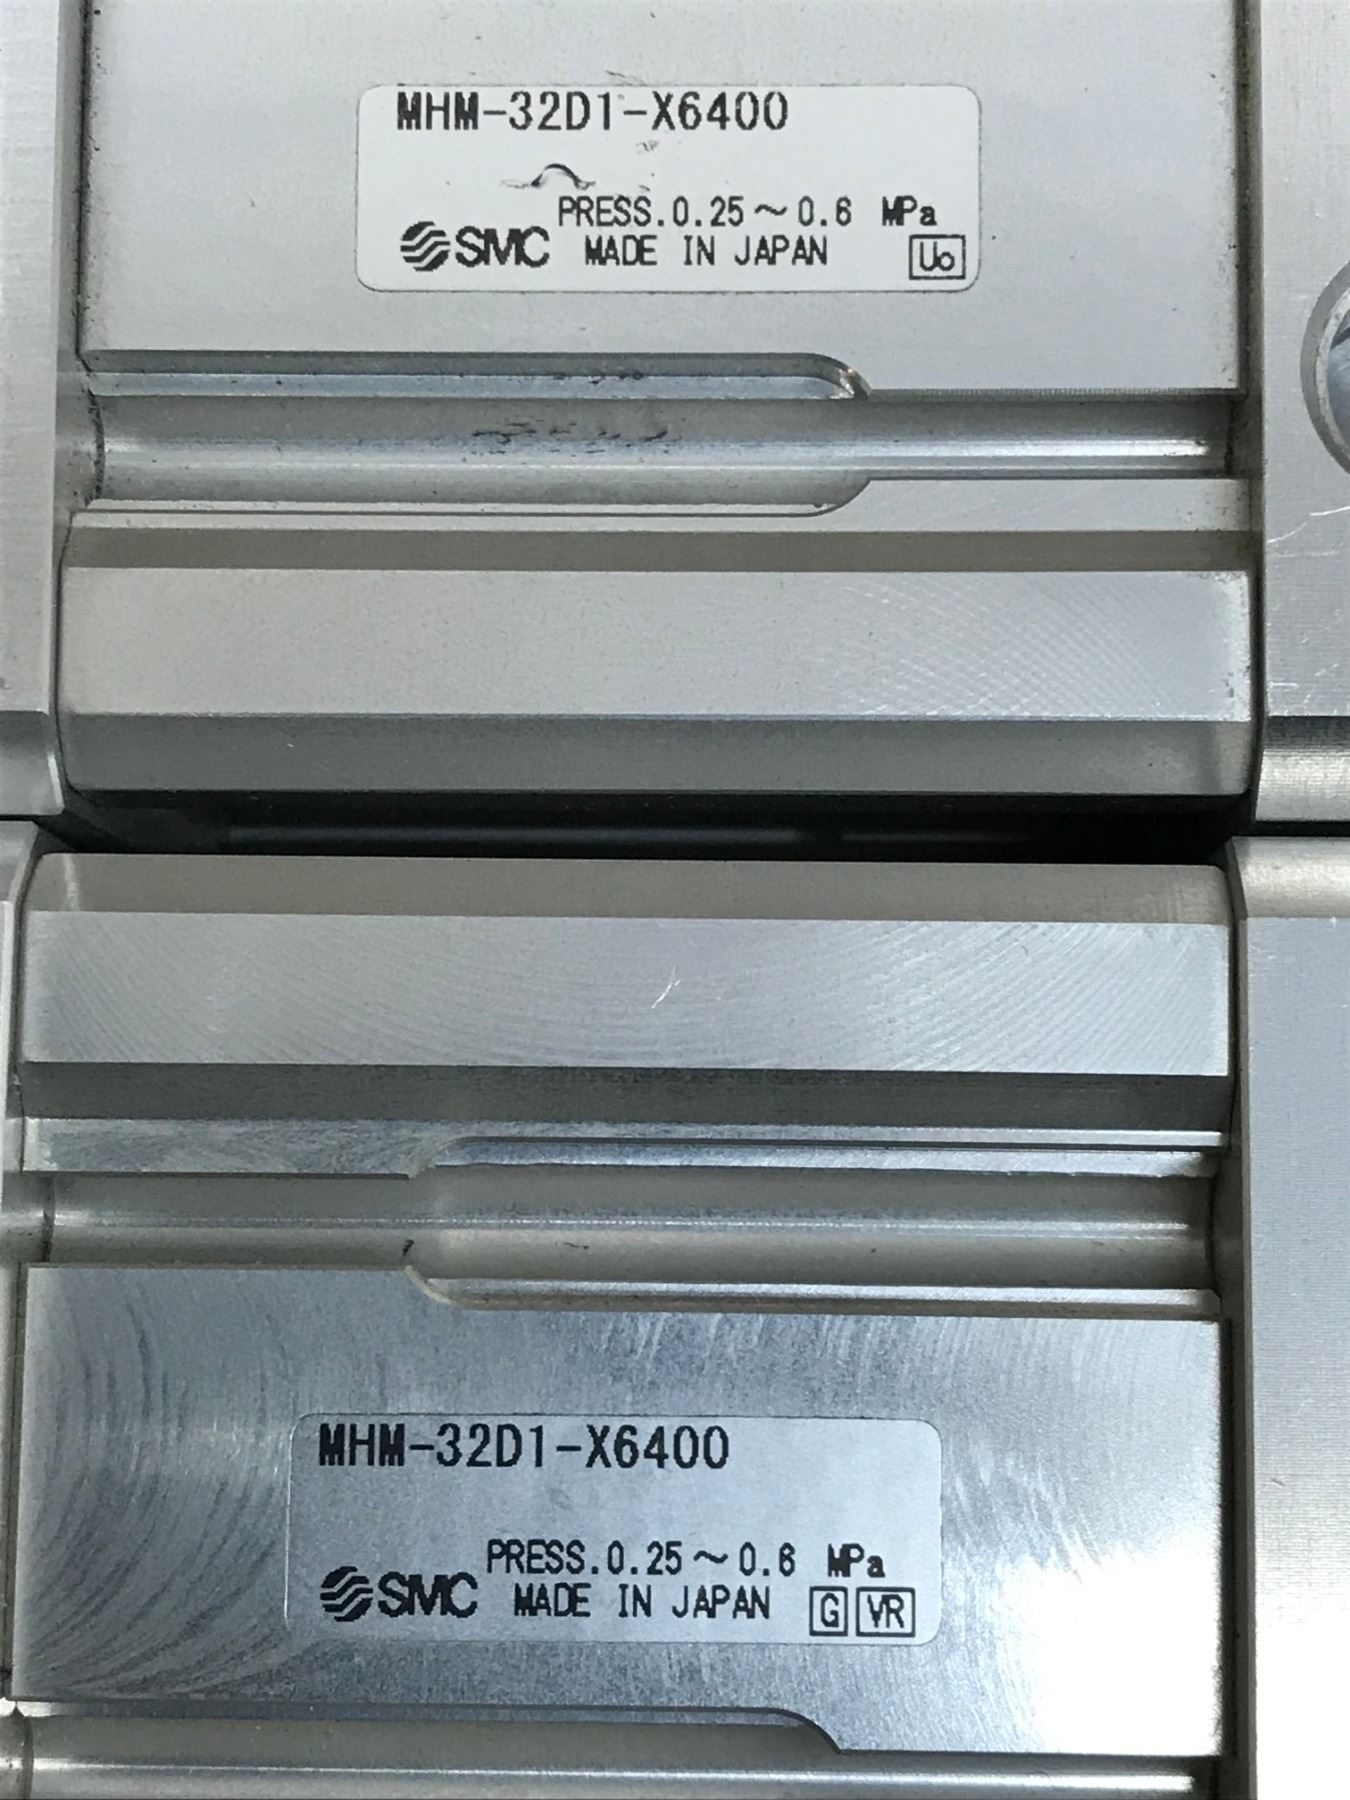 MHM-32D1-X6400
PRESS.0.25～0.6 MPa
SMC MADE IN JAPAN Uo
MHM-32D1-X6400
PRESS.0.25～0.6 MPa
SMC MADE IN JAPAN G VR